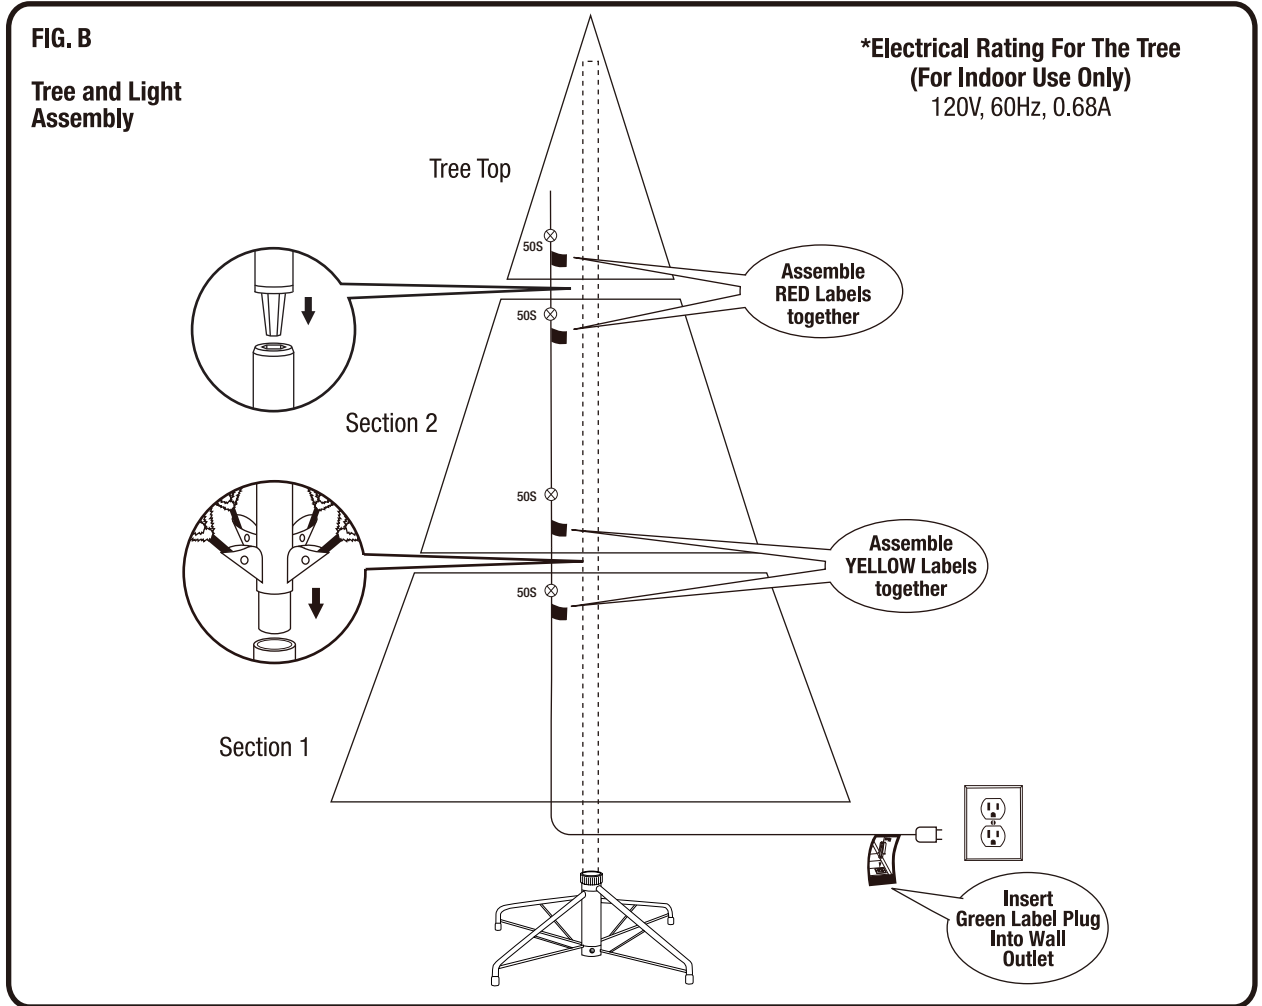 FIG. B
Tree and Light
Assembly
*Electrical Rating For The Tree
(For Indoor Use Only)
120V, 60Hz, 0.68A
Tree Top
50S
Assemble
RED Labels
together
50S
Section 2
50S
Assemble
YELLOW Labels
together
50S
Section 1
Insert
Green Label Plug
Into Wall
Outlet